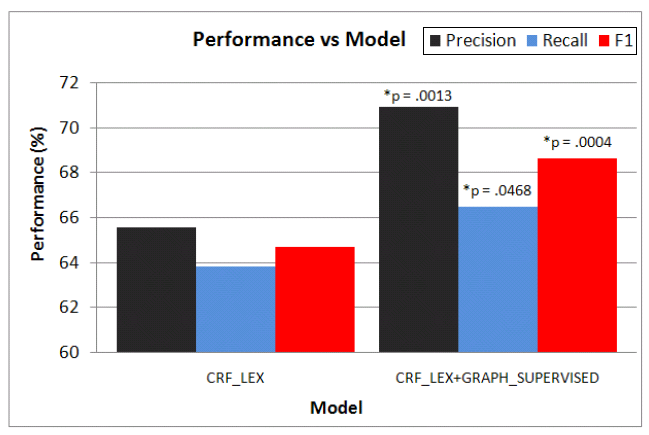 Performance vs Model
Precision Recall F1
72
70
68
66
64
62
60
Performance (%)
*p = .0013
*p = .0468
*p = .0004
CRF_LEX
CRF_LEX+GRAPH_SUPERVISED
Model